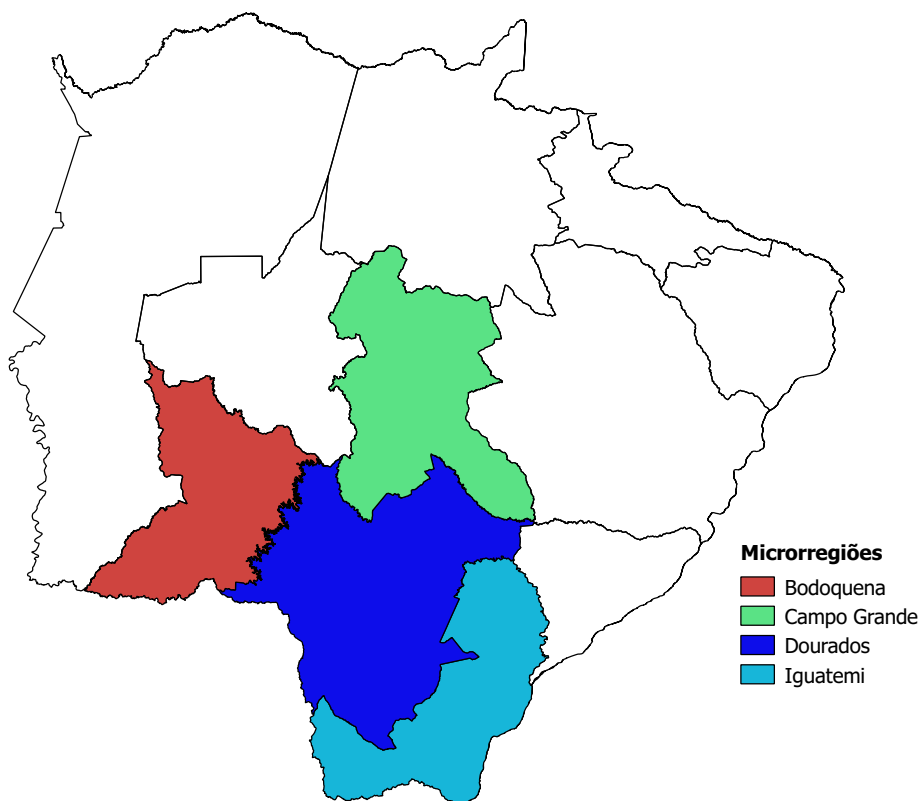 Microrregiões
Bodoquena
Campo Grande
Dourados
Iguatemi